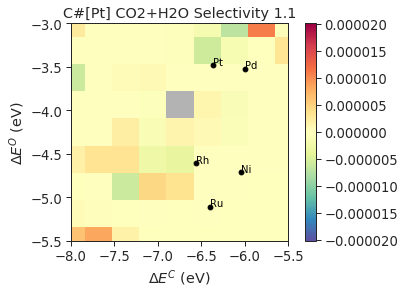 C#[Pt] CO2+H2O Selectivity 1.1
−3.0
−3.5
−4.0
−4.5
−5.0
−5.5
ΔE^O (eV)
Pt
Pd
Rh
Ni
Ru
−8.0 −7.5 −7.0 −6.5 −6.0 −5.5
ΔE^C (eV)
0.000020
0.000015
0.000010
0.000005
0.000000
−0.000005
−0.000010
−0.000015
−0.000020